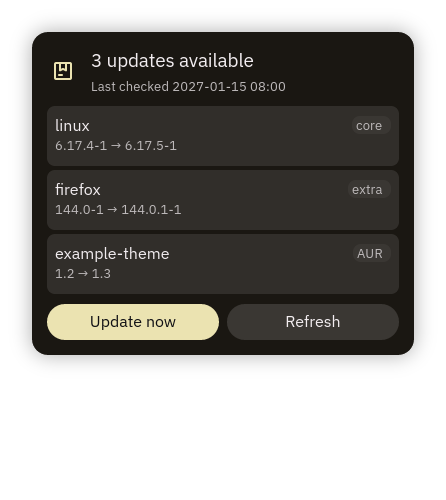 3 updates available
Last checked 2027-01-15 08:00
linux core
6.17.4-1 → 6.17.5-1
firefox extra
144.0-1 → 144.0.1-1
example-theme AUR
1.2 → 1.3
Update now Refresh